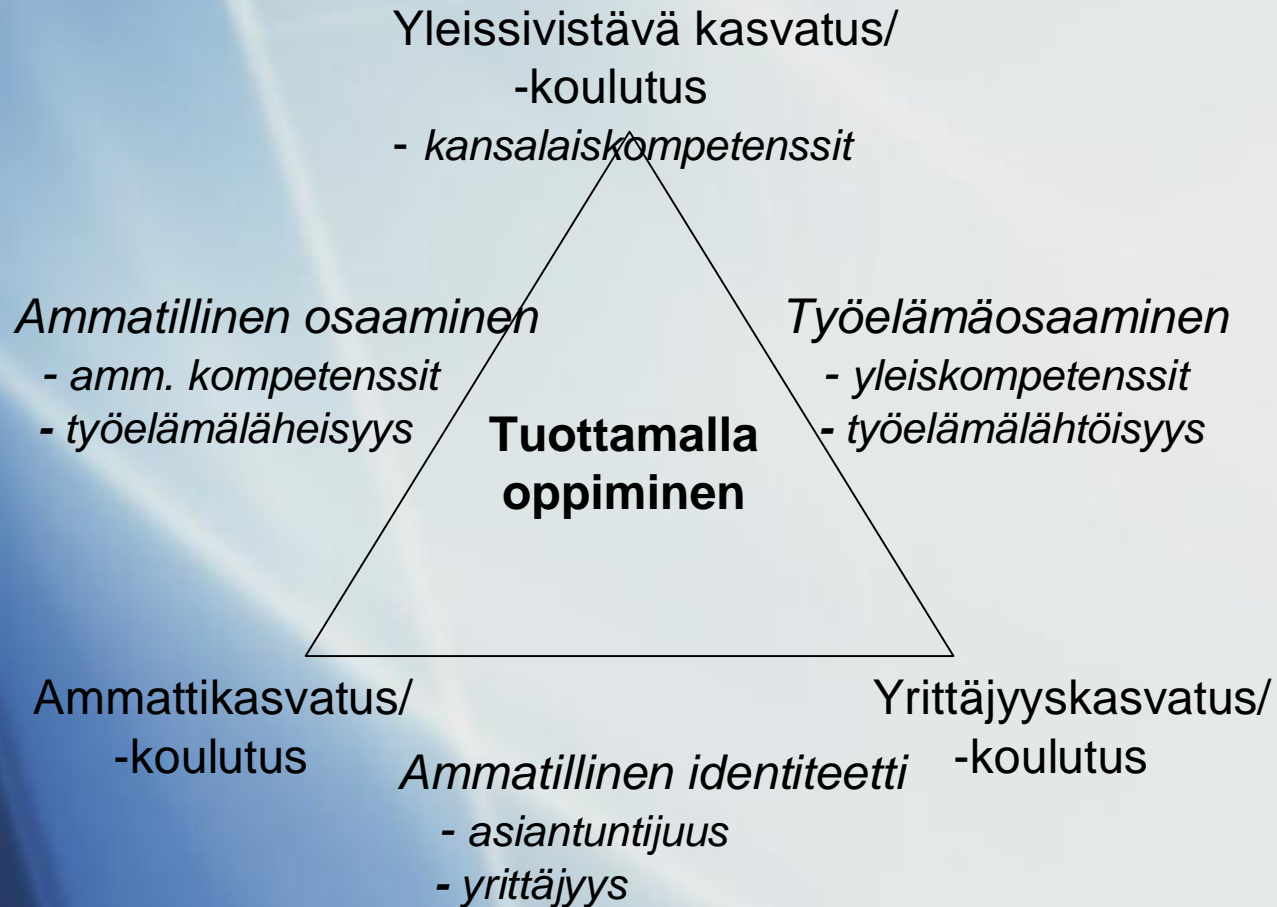 Yleissivistävä kasvatus/
-koulutus
- kansalaiskompetenssit
Ammatillinen osaaminen
- amm. kompetenssit
- työelämäläheisyys
Työelämäosaaminen
- yleiskompetenssit
- työelämälähtöisyys
Tuottamalla
oppiminen
Ammattikasvatus/
-koulutus
Yrittäjyyskasvatus/
-koulutus
Ammatillinen identiteetti
- asiantuntijuus
- yrittäjyys